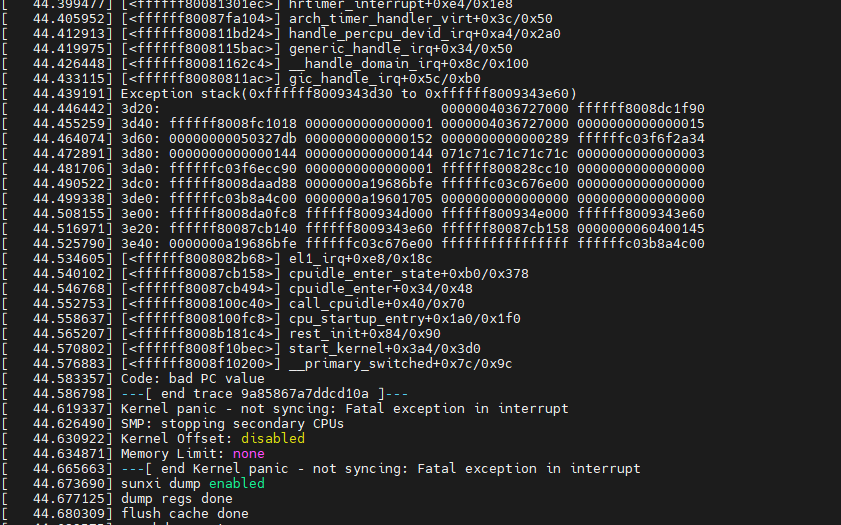 [   44.399477] [<ffffff80081301ec>] hrtimer_interrupt+0xe4/0x1e8
[   44.405952] [<ffffff80087fa104>] arch_timer_handler_virt+0x3c/0x50
[   44.412913] [<ffffff800811bd24>] handle_percpu_devid_irq+0xa4/0x2a0
[   44.419975] [<ffffff8008115bac>] generic_handle_irq+0x34/0x50
[   44.426448] [<ffffff80081162c4>] __handle_domain_irq+0x8c/0x100
[   44.433115] [<ffffff80080811ac>] gic_handle_irq+0x5c/0xb0
[   44.439191] Exception stack(0xffffff8009343d30 to 0xffffff8009343e60)
[   44.446442] 3d20:                                   0000004036727000 ffffff8008dc1f90
[   44.455259] 3d40: ffffff8008fc1018 0000000000000001 0000004036727000 0000000000000015
[   44.464074] 3d60: 00000000050327db 0000000000000152 0000000000000289 ffffffc03f6f2a34
[   44.472891] 3d80: 0000000000000144 0000000000000144 071c71c71c71c71c 0000000000000003
[   44.481706] 3da0: ffffffc03f6ecc90 0000000000000001 ffffff800828cc10 0000000000000000
[   44.490522] 3dc0: ffffff8008daad88 0000000a19686bfe ffffffc03c676e00 0000000000000000
[   44.499338] 3de0: ffffffc03b8a4c00 0000000a19601705 0000000000000000 0000000000000000
[   44.508155] 3e00: ffffff8008da0fc8 ffffff800934d000 ffffff800934e000 ffffff8009343e60
[   44.516971] 3e20: ffffff80087cb140 ffffff8009343e60 ffffff80087cb158 0000000060400145
[   44.525790] 3e40: 0000000a19686bfe ffffffc03c676e00 ffffffffffffffff ffffffc03b8a4c00
[   44.534605] [<ffffff8008082b68>] el1_irq+0xe8/0x18c
[   44.540102] [<ffffff80087cb158>] cpuidle_enter_state+0xb0/0x378
[   44.546768] [<ffffff80087cb494>] cpuidle_enter+0x34/0x48
[   44.552753] [<ffffff8008100c40>] call_cpuidle+0x40/0x70
[   44.558637] [<ffffff8008100fc8>] cpu_startup_entry+0x1a0/0x1f0
[   44.565207] [<ffffff8008b181c4>] rest_init+0x84/0x90
[   44.570802] [<ffffff8008f10bec>] start_kernel+0x3a4/0x3d0
[   44.576883] [<ffffff8008f10200>] __primary_switched+0x7c/0x9c
[   44.583357] Code: bad PC value
[   44.586798] ---[ end trace 9a85867a7ddcd10a ]---
[   44.619337] Kernel panic - not syncing: Fatal exception in interrupt
[   44.626490] SMP: stopping secondary CPUs
[   44.630922] Kernel Offset: disabled
[   44.634871] Memory Limit: none
[   44.665663] ---[ end Kernel panic - not syncing: Fatal exception in interrupt
[   44.673690] sunxi dump enabled
[   44.677125] dump regs done
[   44.680309] flush cache done